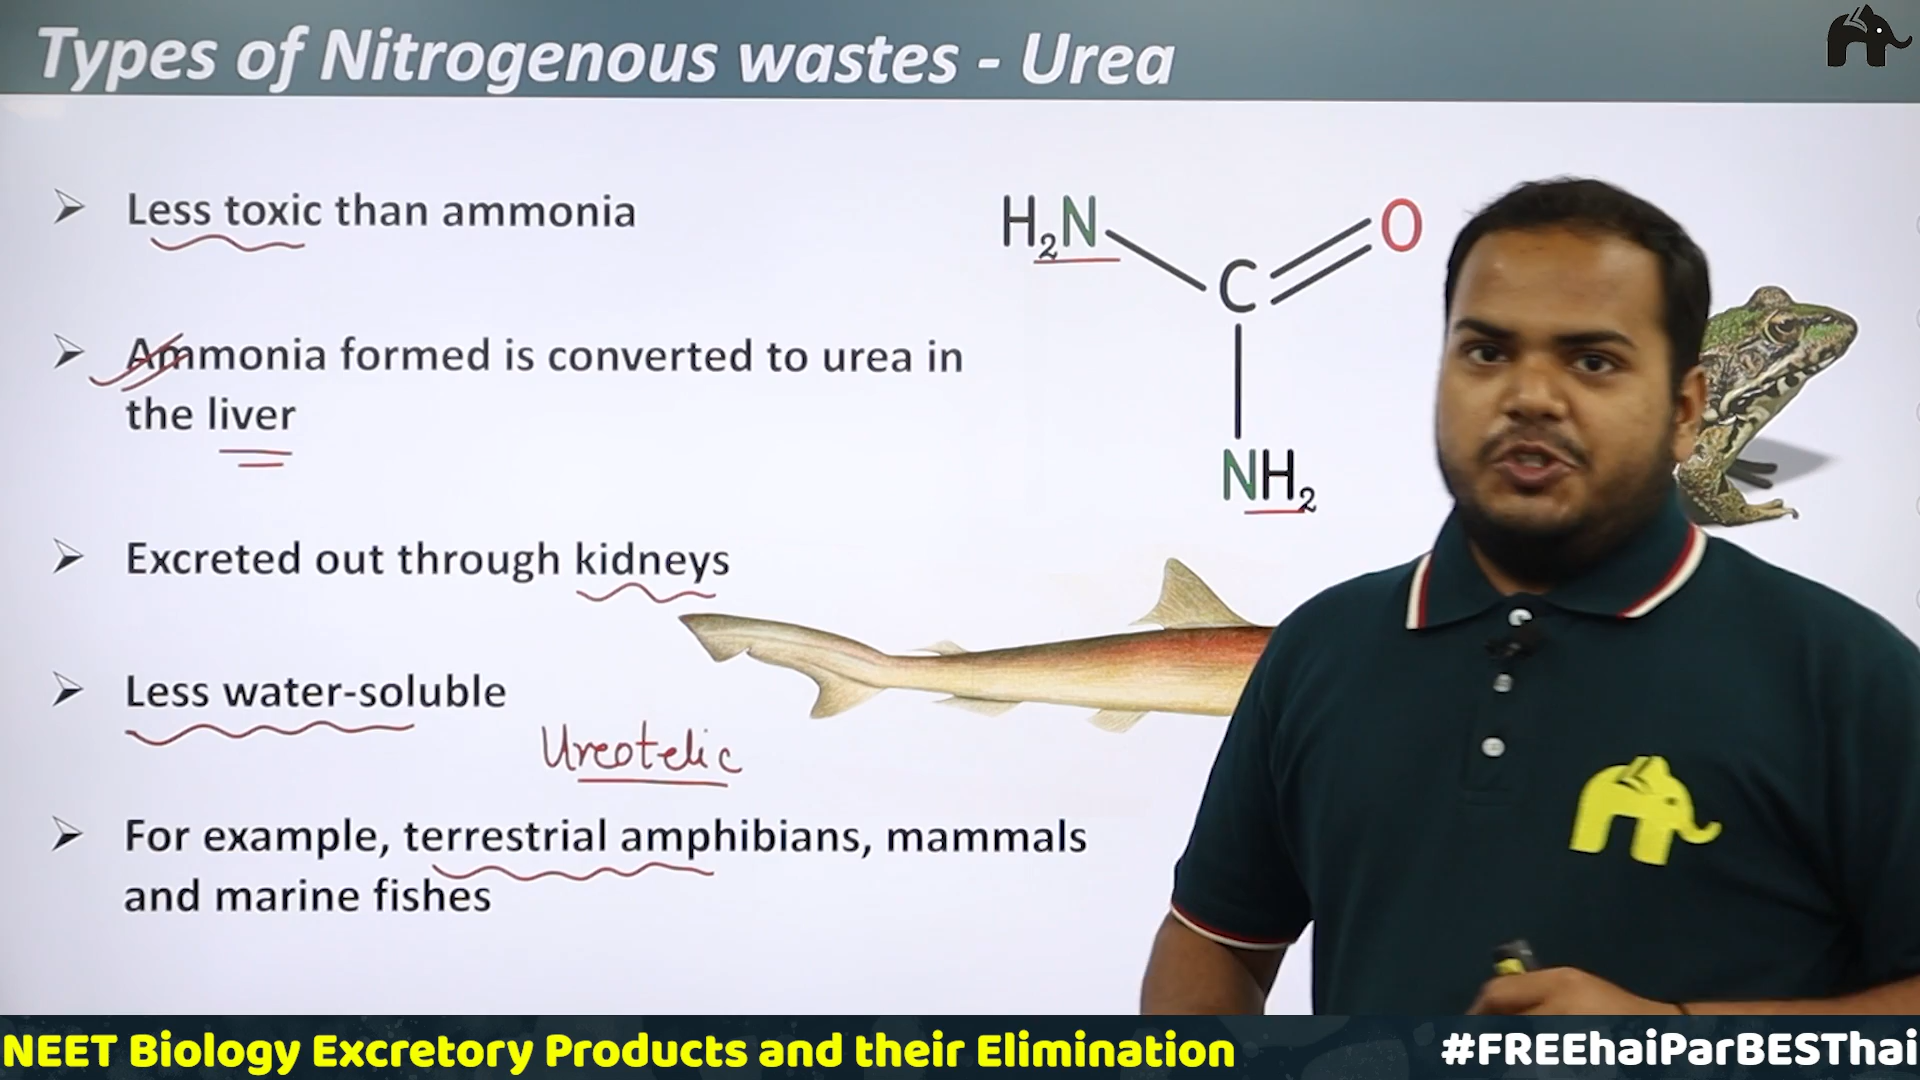 Types of Nitrogenous wastes - Urea
Less toxic than ammonia
Ammonia formed is converted to urea in
the liver
Excreted out through kidneys
Less water-soluble
Ureotelic
For example, terrestrial amphibians, mammals
and marine fishes
H₂N
O
C
NH₂
NEET Biology Excretory Products and their Elimination
#FREEhaiParBESThai